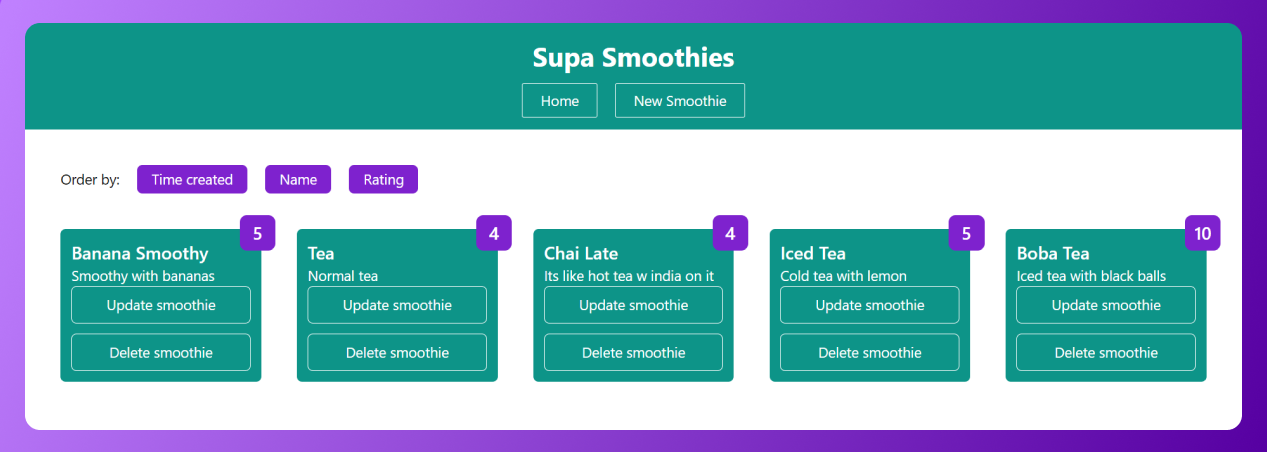 Supa Smoothies
Home New Smoothie
Order by: Time created Name Rating
5 4 4 5 10
Banana Smoothy Tea Chai Late Iced Tea Boba Tea
Smoothy with bananas Normal tea Its like hot tea w india on it Cold tea with lemon Iced tea with black balls
Update smoothie Update smoothie Update smoothie Update smoothie Update smoothie
Delete smoothie Delete smoothie Delete smoothie Delete smoothie Delete smoothie